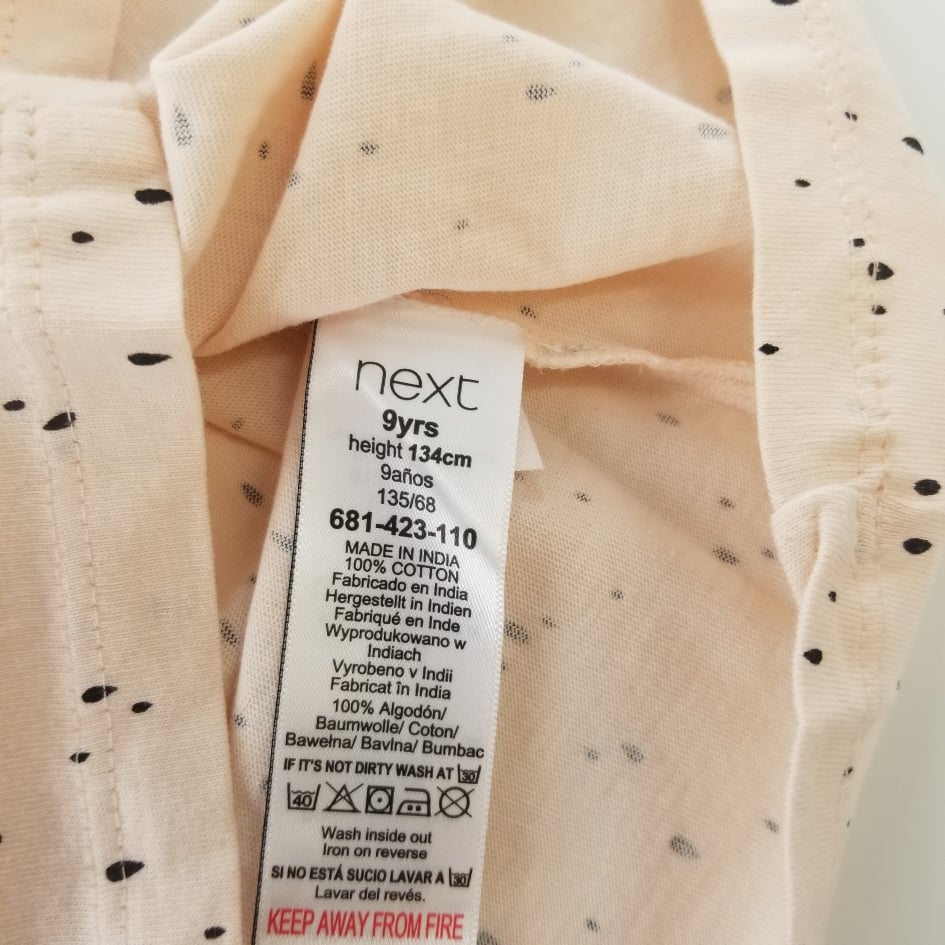 next
9yrs
height 134cm
9años
135/68
681-423-110
MADE IN INDIA
100% COTTON
Fabricado en India
Hergestellt in Indien
Fabriqué en Inde
Wyprodukowano w
Indiach
Vyrobeno v Indii
Fabricat în India
100% Algodón/
Baumwolle/ Coton/
Bawełna/ Bavlna/ Bumbac
IF IT'S NOT DIRTY WASH AT 30
40
Wash inside out
Iron on reverse
SI NO ESTÁ SUCIO LAVAR A 30
Lavar del revés.
KEEP AWAY FROM FIRE